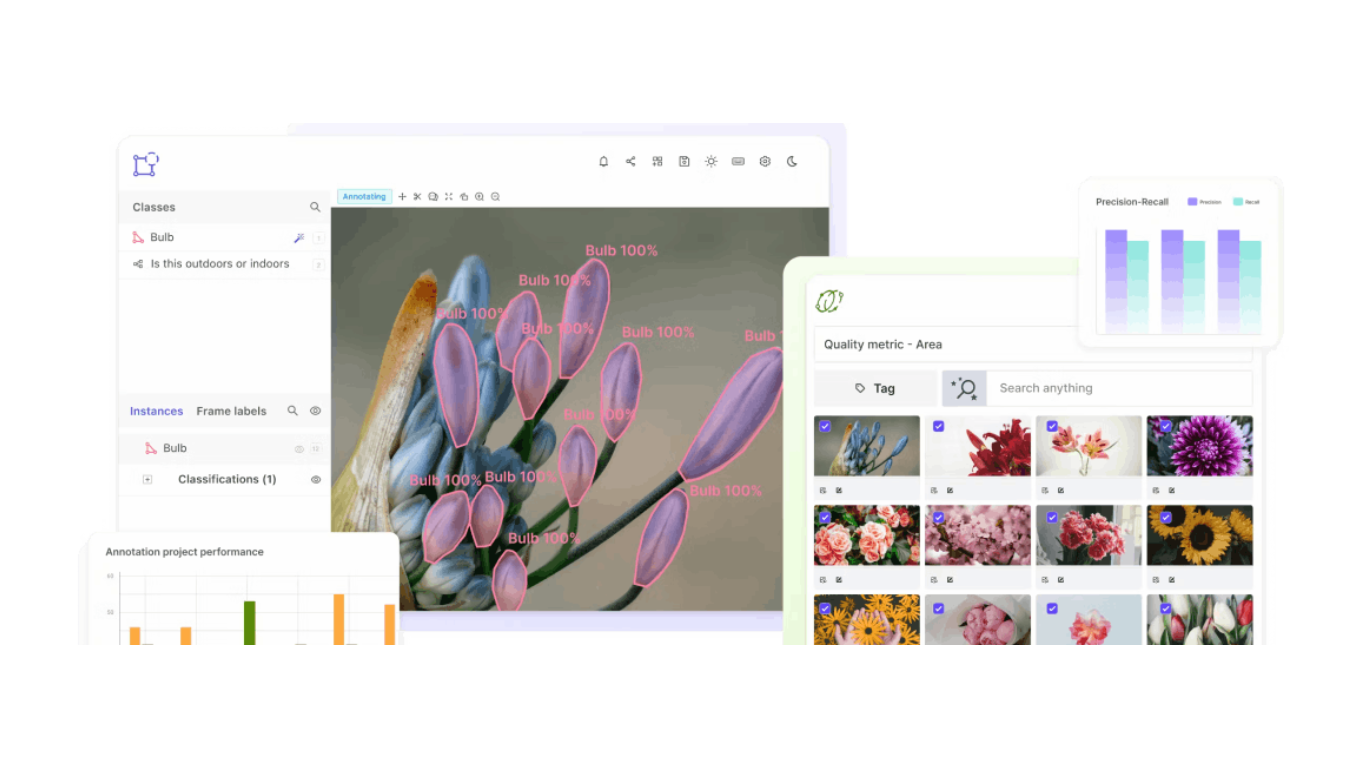 Classes
Bulb
1
Is this outdoors or indoors
2
Instances
Frame labels
Bulb
12
Classifications (1)
Annotating
Bulb 100%
Bulb 100%
Bulb 100%
Bulb 100%
Bulb 100%
Bulb
Bulb 100%
Bulb 100%
Bulb 100%
Bulb 100%
Bulb 100%
Annotation project performance
Quality metric - Area
Tag
Search anything
Precision-Recall
Precision
Recall